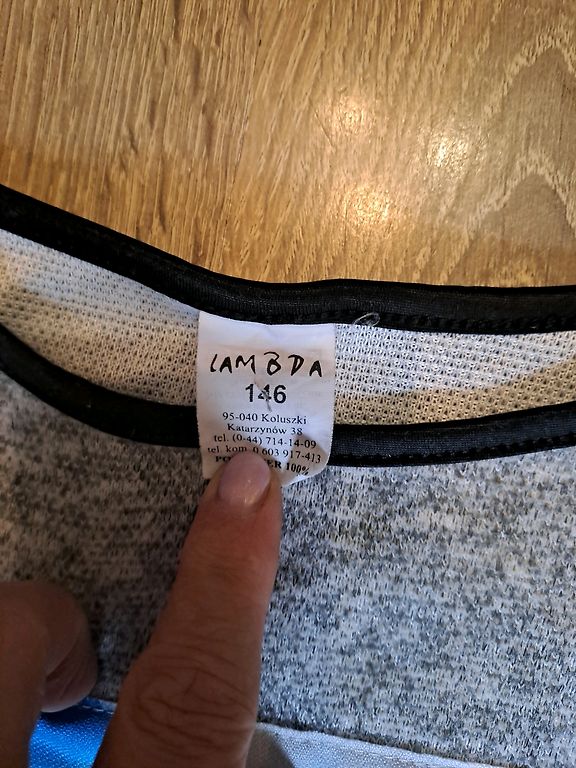 LAMBDA
146
95-040 Koluszki
Katarzynów 38
tel. (0-44) 714-14-09
tel. kom. 0 603 917-413
100%